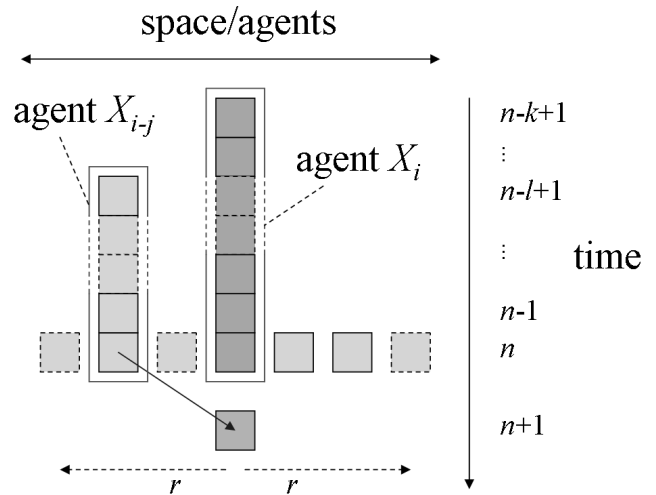 space/agents
agent X_{i-j}
agent X_i
n-k+1
⋮
n-l+1
⋮
time
n-1
n
n+1
r
r